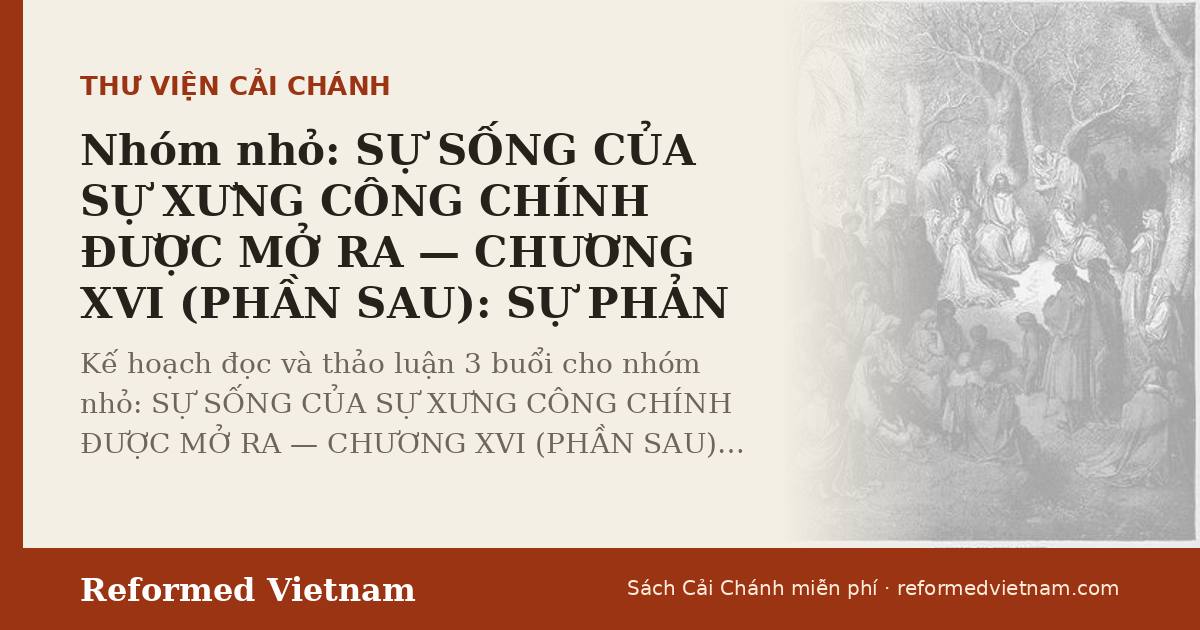 THƯ VIỆN CẢI CHÁNH
Nhóm nhỏ: SỰ SỐNG CỦA
SỰ XƯNG CÔNG CHÍNH
ĐƯỢC MỞ RA — CHƯƠNG
XVI (PHẦN SAU): SỰ PHẢN
Kế hoạch đọc và thảo luận 3 buổi cho nhóm
nhỏ: SỰ SỐNG CỦA SỰ XƯNG CÔNG CHÍNH
ĐƯỢC MỞ RA — CHƯƠNG XVI (PHẦN SAU)...
Reformed Vietnam
Sách Cải Chánh miễn phí · reformedvietnam.com